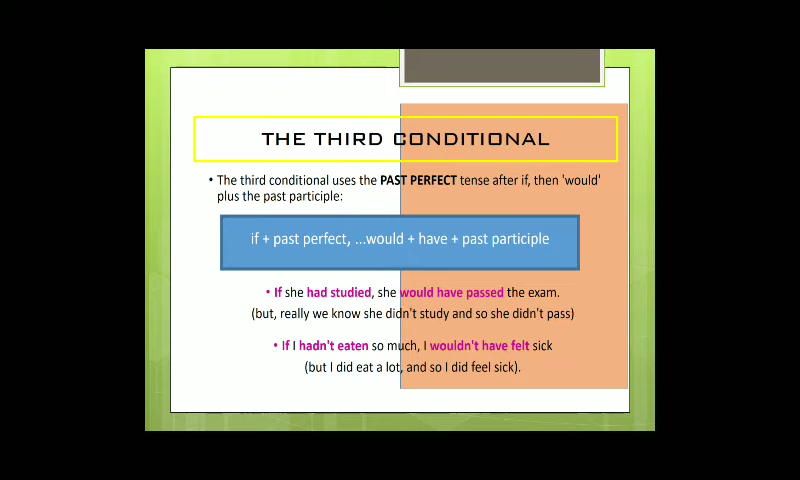 THE THIRD CONDITIONAL
• The third conditional uses the PAST PERFECT tense after if, then 'would'
plus the past participle:
if + past perfect, ...would + have + past participle
• If she had studied, she would have passed the exam.
(but, really we know she didn't study and so she didn't pass)
• If I hadn't eaten so much, I wouldn't have felt sick
(but I did eat a lot, and so I did feel sick).